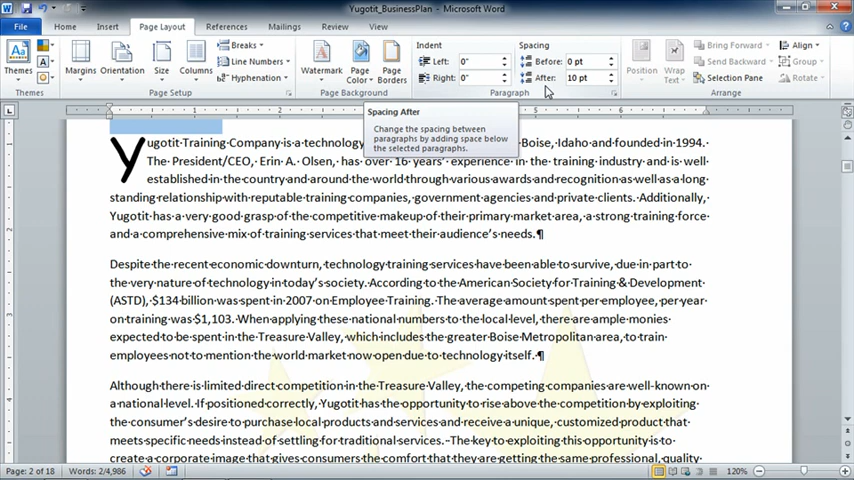 Yugotit_BusinessPlan - Microsoft Word
File Home Insert Page Layout References Mailings Review View
Themes Margins Orientation Size Columns Breaks Line Numbers Hyphenation Watermark Page Color Page Borders
Indent Spacing
Left: 0" Before: 0 pt
Right: 0" After: 10 pt
Position Wrap Text Bring Forward Send Backward Selection Pane Align Group Rotate
Themes Page Setup Page Background Paragraph Arrange
Spacing After
Change the spacing between
paragraphs by adding space below
the selected paragraphs.
Yugotit·Training·Company·is·a·technology Boise,·Idaho·and·founded·in·1994.·
The·President/CEO,·Erin·A.·Olsen,·has·over·16·years'·experience·in·the·training·industry·and·is·well·
established·in·the·country·and·around·the·world·through·various·awards·and·recognition·as·well·as·a·long·
standing·relationship·with·reputable·training·companies,·government·agencies·and·private·clients.·Additionally,·
Yugotit·has·a·very·good·grasp·of·the·competitive·makeup·of·their·primary·market·area,·a·strong·training·force·
and·a·comprehensive·mix·of·training·services·that·meet·their·audience's·needs.¶
Despite·the·recent·economic·downturn,·technology·training·services·have·been·able·to·survive,·due·in·part·to·
the·very·nature·of·technology·in·today's·society.·According·to·the·American·Society·for·Training·&·Development·
(ASTD),·$134·billion·was·spent·in·2007·on·Employee·Training.·The·average·amount·spent·per·employee,·per·year·
on·training·was·$1,103.·When·applying·these·national·numbers·to·the·local·level,·there·are·ample·monies·
expected·to·be·spent·in·the·Treasure·Valley,·which·includes·the·greater·Boise·Metropolitan·area,·to·train·
employees·not·to·mention·the·world·market·now·open·due·to·technology·itself.·¶
Although·there·is·limited·direct·competition·in·the·Treasure·Valley,·the·competing·companies·are·well-known·on·
a·national·level.·If·positioned·correctly,·Yugotit·has·the·opportunity·to·rise·above·the·competition·by·exploiting·
the·consumer's·desire·to·purchase·local·products·and·services·and·receive·a·unique,·customized·product·that·
meets·specific·needs·instead·of·settling·for·traditional·services.·-The·key·to·exploiting·this·opportunity·is·to·
create·a·corporate·image·that·gives·consumers·the·comfort·that·they·are·getting·the·same·professional,·quality·
Page: 2 of 18 Words: 2/4,986 120%